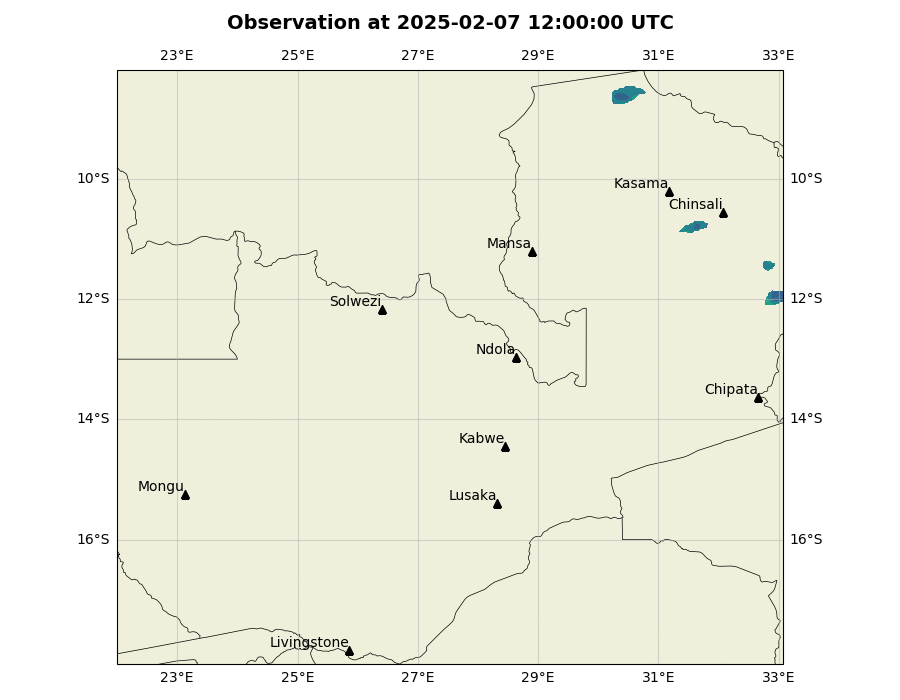 Observation at 2025-02-07 12:00:00 UTC
23°E 25°E 27°E 29°E 31°E 33°E
10°S 10°S
Kasama
Chinsali
Mansa
12°S 12°S
Solwezi
Ndola
Chipata
14°S 14°S
Kabwe
Mongu
Lusaka
16°S 16°S
Livingstone
23°E 25°E 27°E 29°E 31°E 33°E